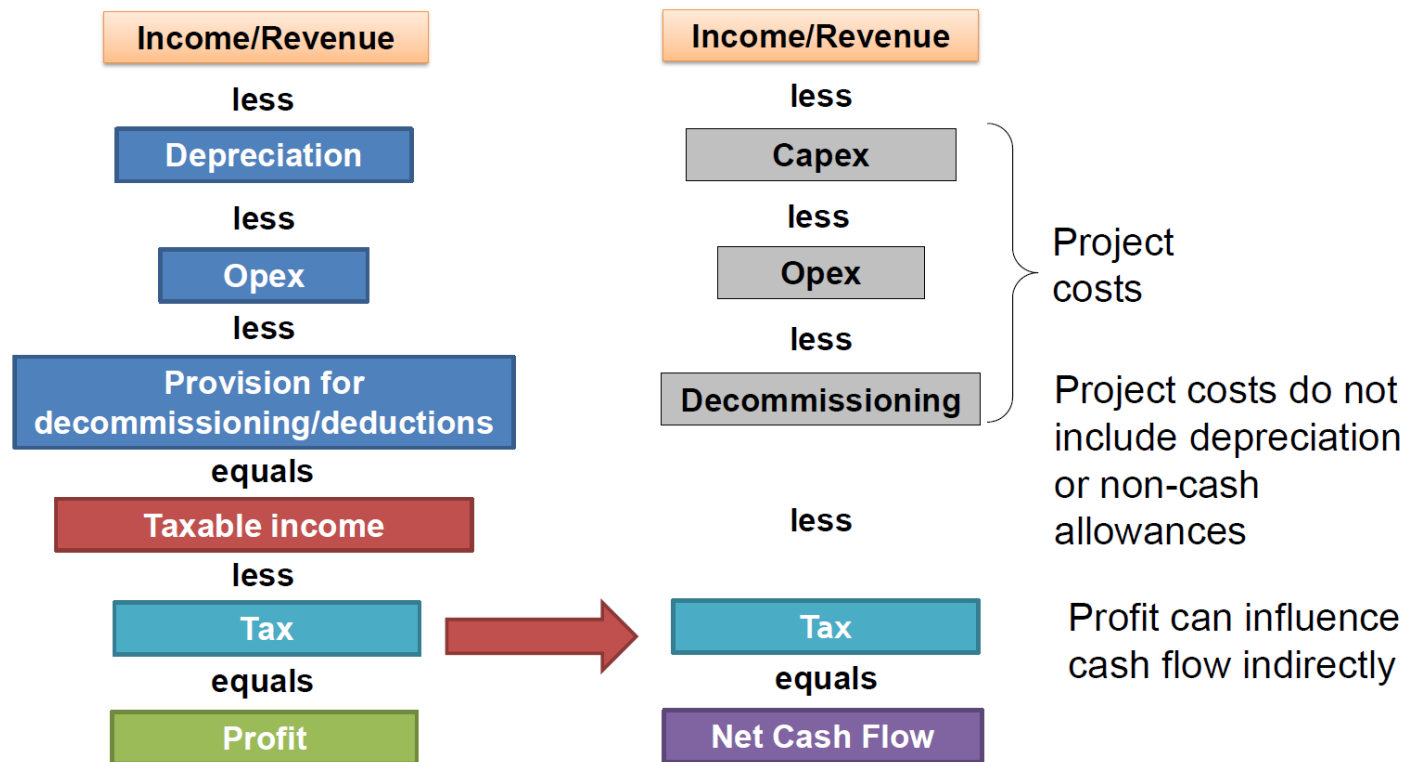 Income/Revenue
less
Depreciation
less
Opex
less
Provision for
decommissioning/deductions
equals
Taxable income
less
Tax
equals
Profit
Income/Revenue
less
Capex
less
Opex
less
Decommissioning
less
Tax
equals
Net Cash Flow
Project
costs
Project costs do not
include depreciation
or non-cash
allowances
Profit can influence
cash flow indirectly